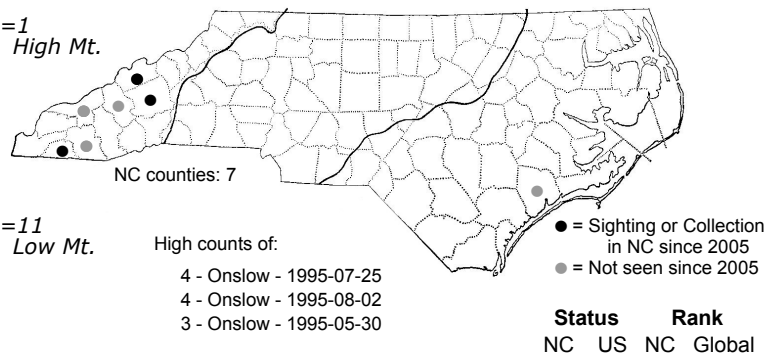 =1
High Mt.
NC counties: 7
=11
Low Mt.
High counts of:
4 - Onslow - 1995-07-25
4 - Onslow - 1995-08-02
3 - Onslow - 1995-05-30
● = Sighting or Collection
in NC since 2005
● = Not seen since 2005
Status Rank
NC US NC Global